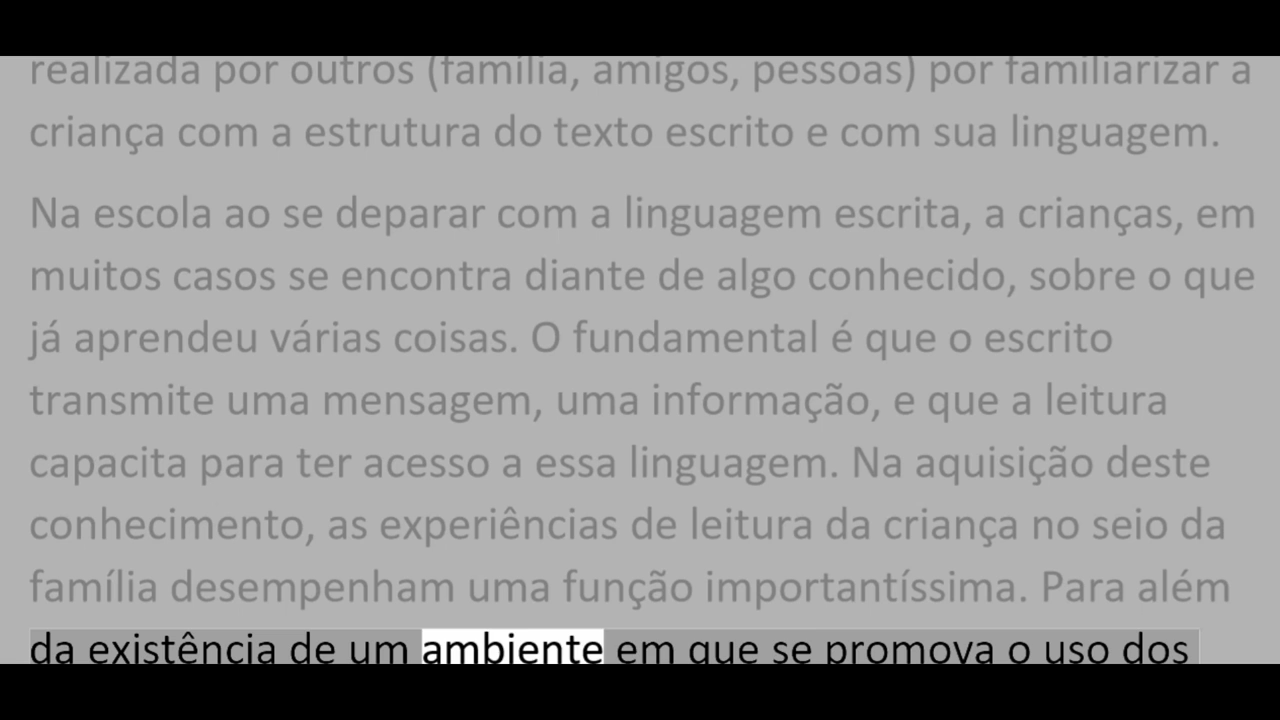 realizada por outros (família, amigos, pessoas) por familiarizar a
criança com a estrutura do texto escrito e com sua linguagem.
Na escola ao se deparar com a linguagem escrita, a crianças, em
muitos casos se encontra diante de algo conhecido, sobre o que
já aprendeu várias coisas. O fundamental é que o escrito
transmite uma mensagem, uma informação, e que a leitura
capacita para ter acesso a essa linguagem. Na aquisição deste
conhecimento, as experiências de leitura da criança no seio da
família desempenham uma função importantíssima. Para além
da existência de um ambiente em que se promova o uso dos